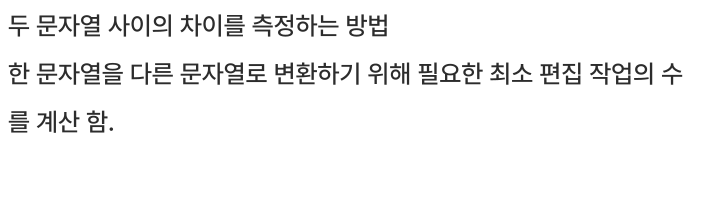 두 문자열 사이의 차이를 측정하는 방법
한 문자열을 다른 문자열로 변환하기 위해 필요한 최소 편집 작업의 수
를 계산 함.